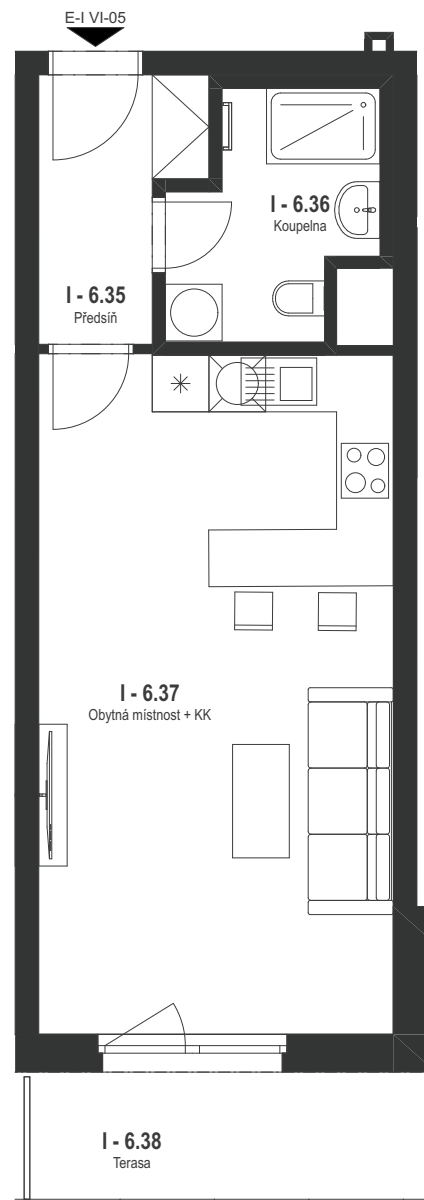 E-I VI-05
I - 6.36
Koupelna
I - 6.35
Předsíň
I - 6.37
Obytná místnost + KK
I - 6.38
Terasa